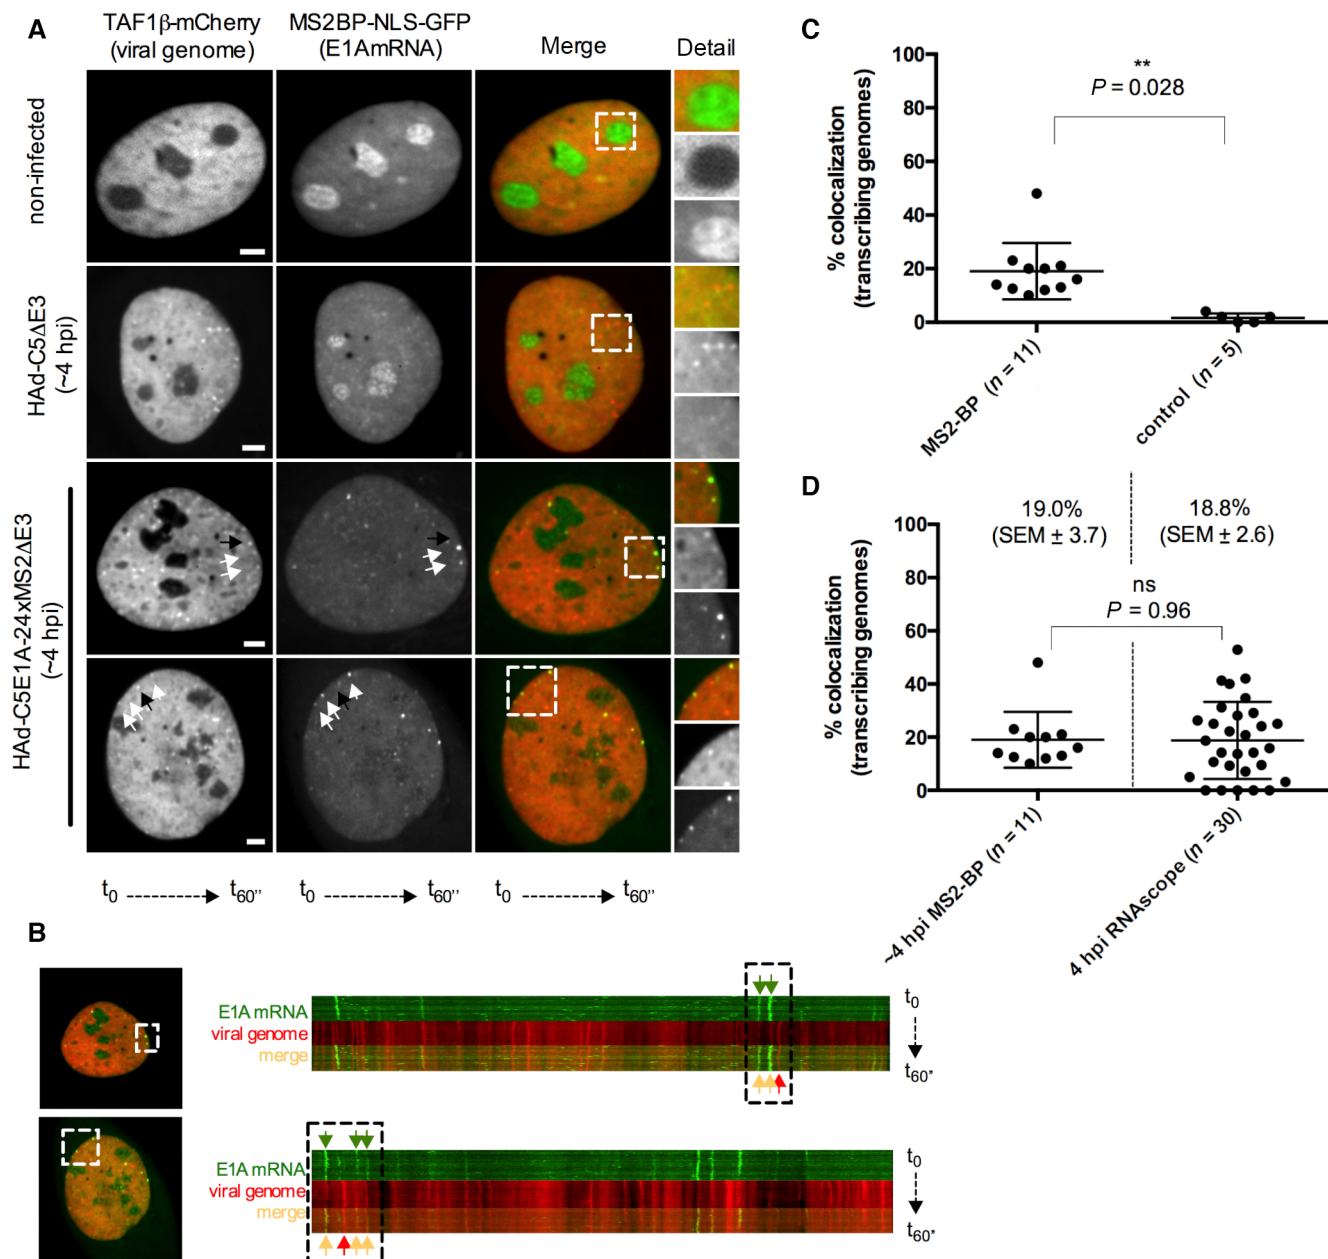 A
TAF1β-mCherry
(viral genome)
MS2BP-NLS-GFP
(E1AmRNA)
Merge
Detail
non-infected
HAd-C5ΔE3
(~4 hpi)
HAd-C5E1A-24xMS2ΔE3
(~4 hpi)
t0
t60''
t0
t60''
t0
t60''
B
E1A mRNA
viral genome
merge
t0
t60''
E1A mRNA
viral genome
merge
t0
t60''
C
% colocalization
(transcribing genomes)
100
80
60
40
20
0
**
P = 0.028
MS2-BP (n = 11)
control (n = 5)
D
% colocalization
(transcribing genomes)
100
80
60
40
20
0
19.0%
(SEM ± 3.7)
18.8%
(SEM ± 2.6)
ns
P = 0.96
~4 hpi MS2-BP (n = 11)
4 hpi RNAscope (n = 30)